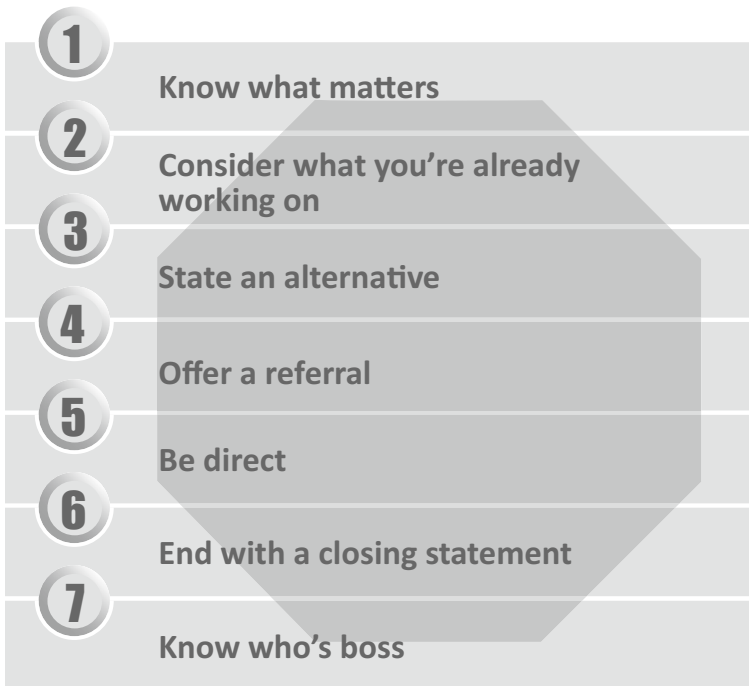 1
Know what matters
2
Consider what you’re already
working on
3
State an alternative
4
Offer a referral
5
Be direct
6
End with a closing statement
7
Know who’s boss